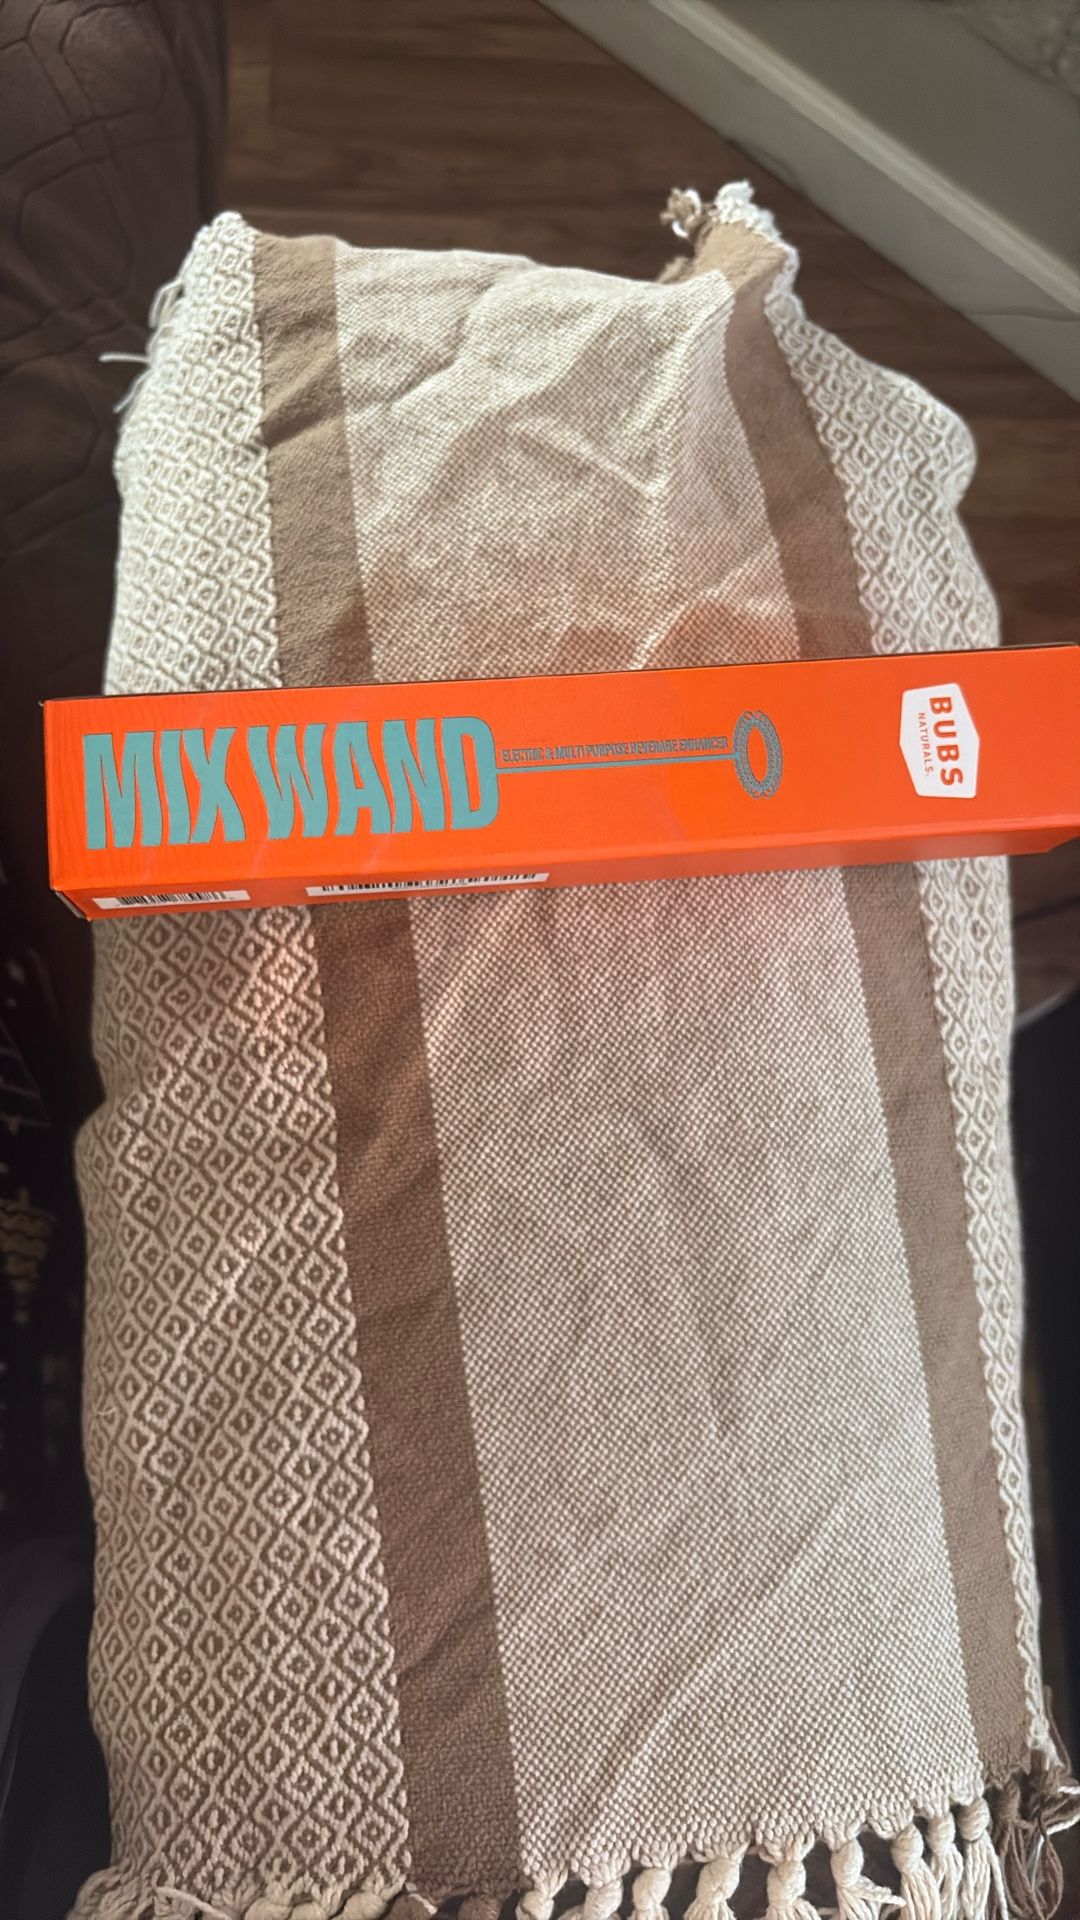 MIX WAND
ELECTRIC & MULTI PURPOSE BEVERAGE ENHANCER
BUBS
NATURALS